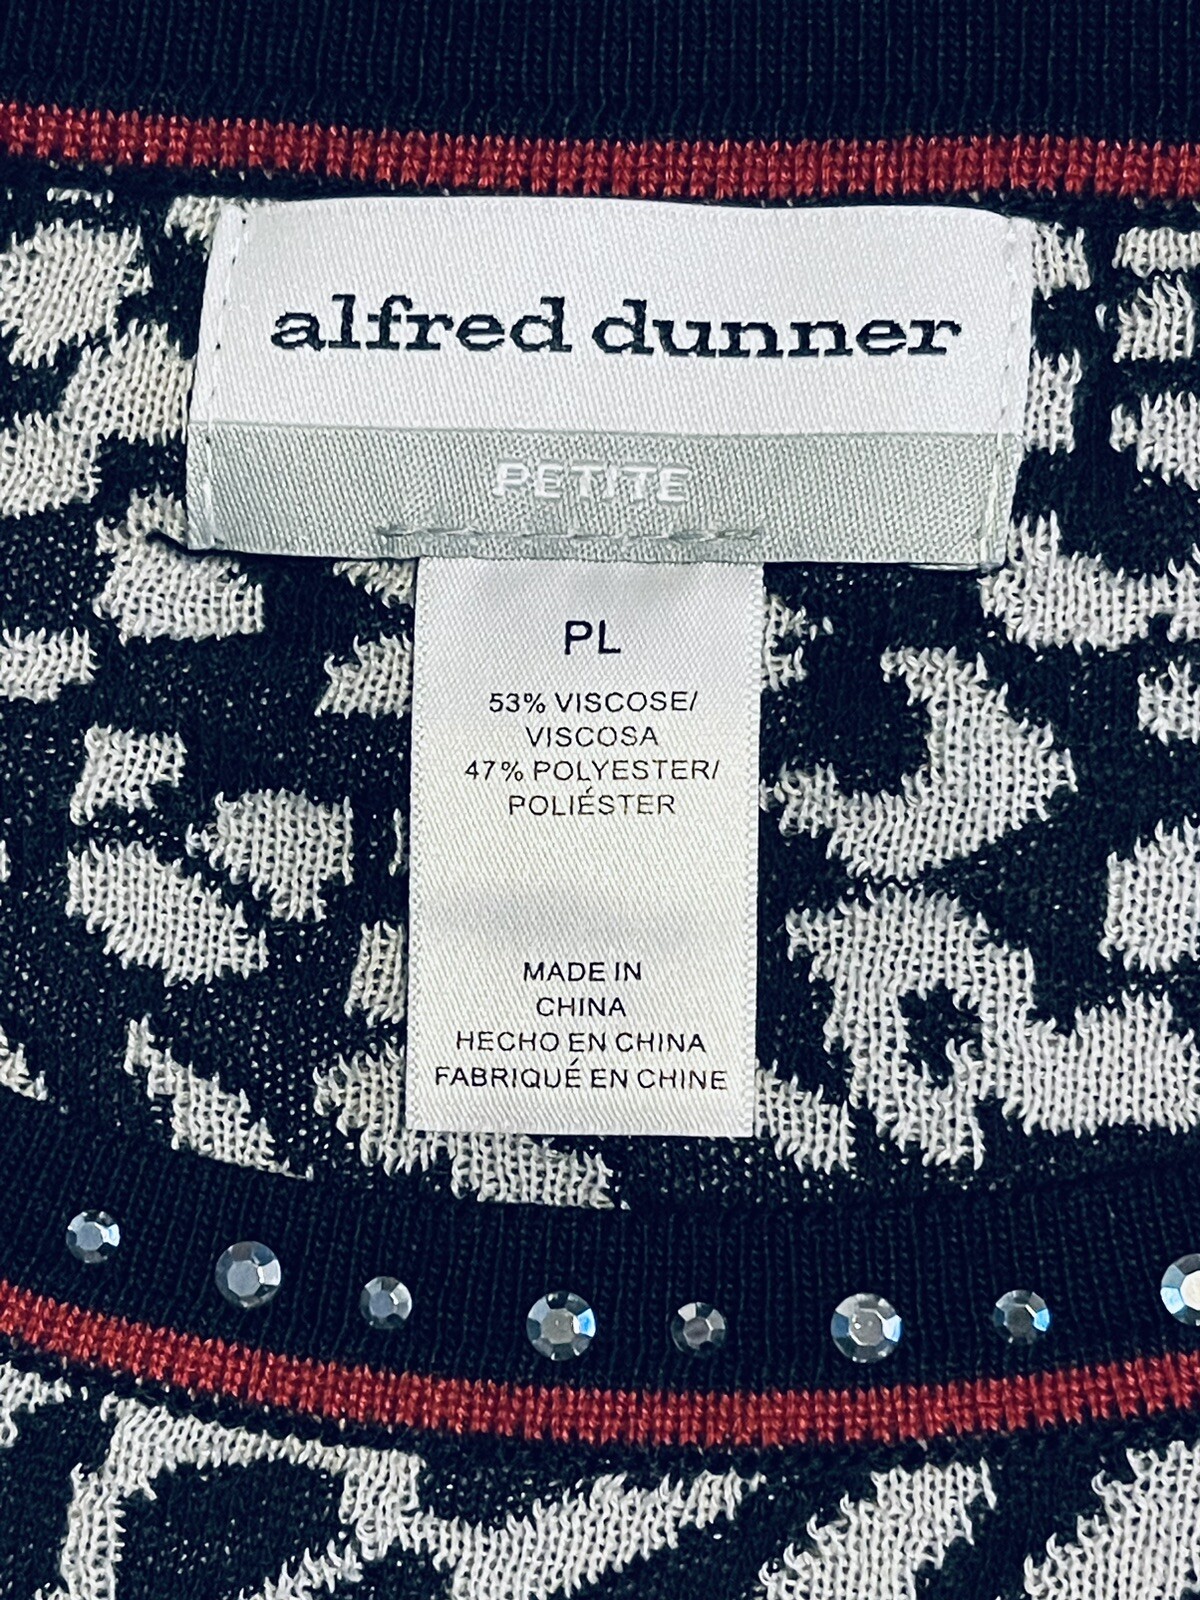 alfred dunner
PETITE
PL
53% VISCOSE/
VISCOSA
47% POLYESTER/
POLIÉSTER
MADE IN
CHINA
HECHO EN CHINA
FABRIQUÉ EN CHINE